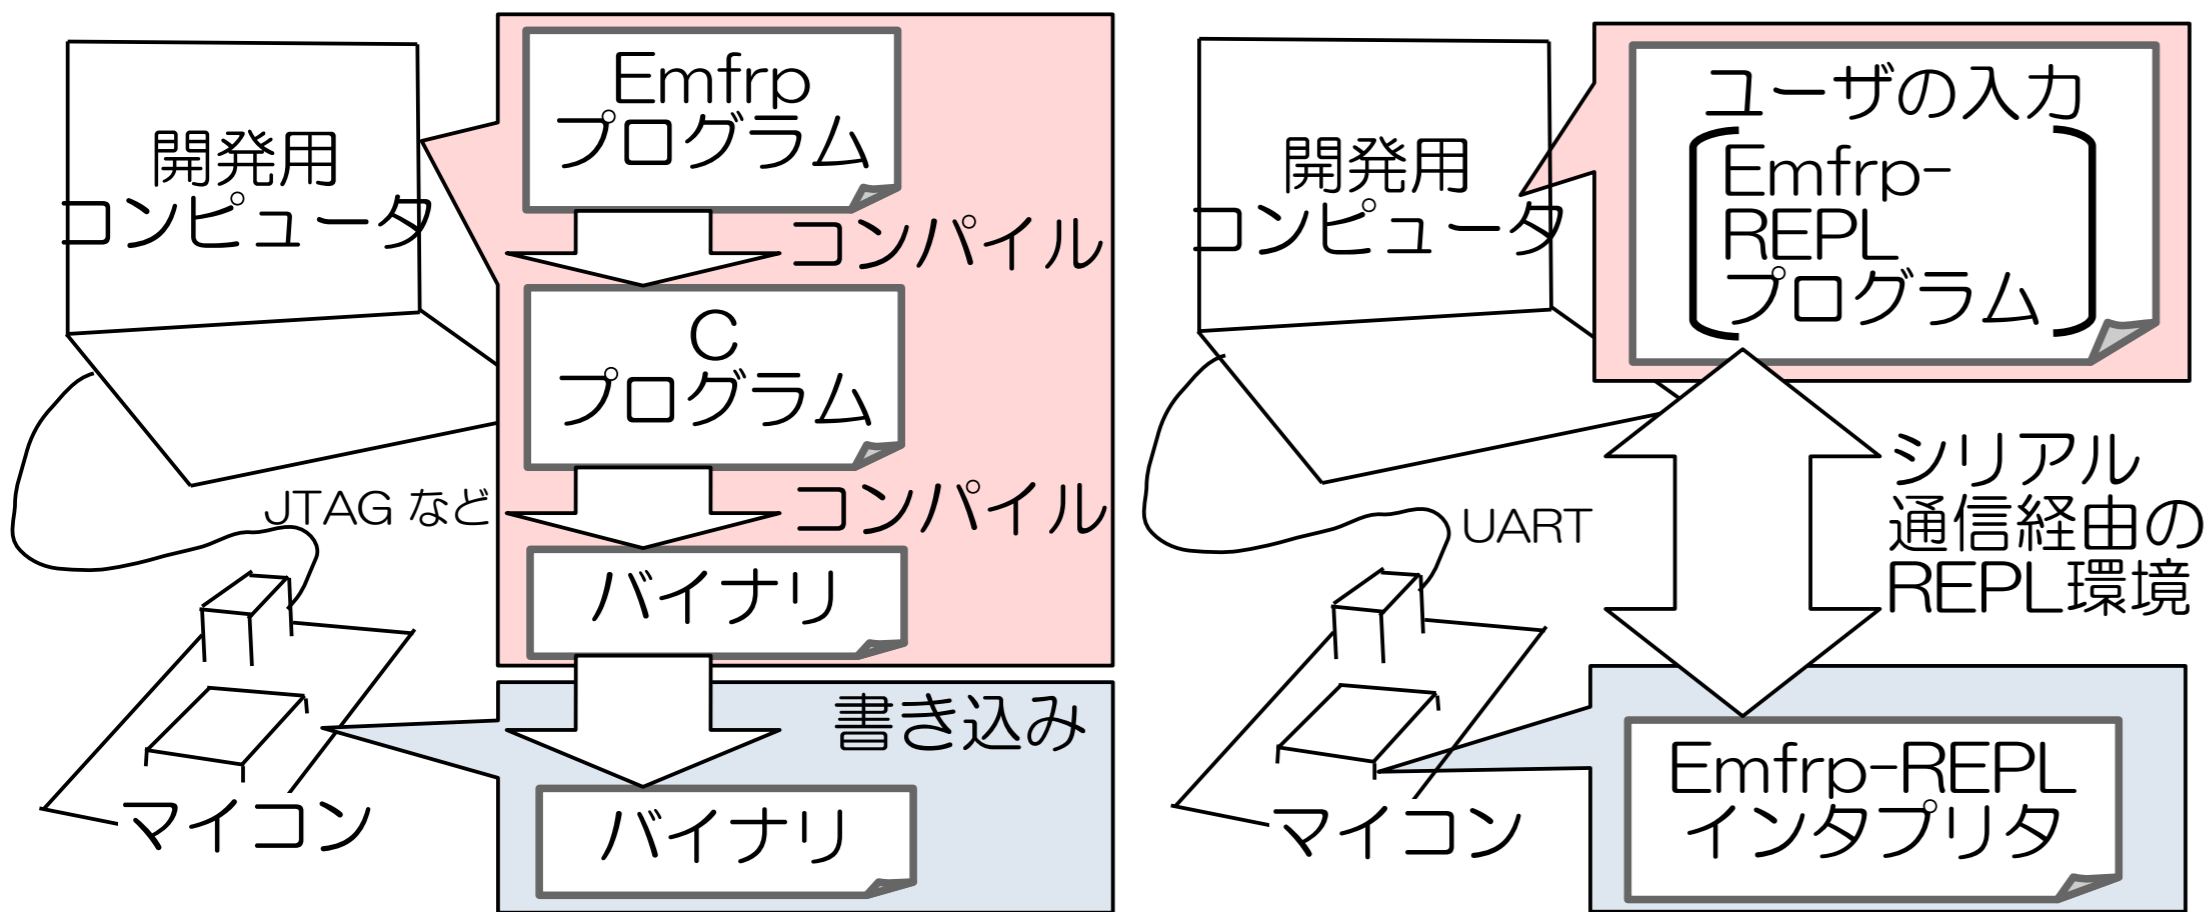 開発用
コンピュータ
Emfrp
プログラム
コンパイル
C
プログラム
コンパイル
JTAG など
バイナリ
書き込み
バイナリ
マイコン
開発用
コンピュータ
ユーザの入力
Emfrp-
REPL
プログラム
シリアル
通信経由の
REPL環境
UART
Emfrp-REPL
インタプリタ
マイコン